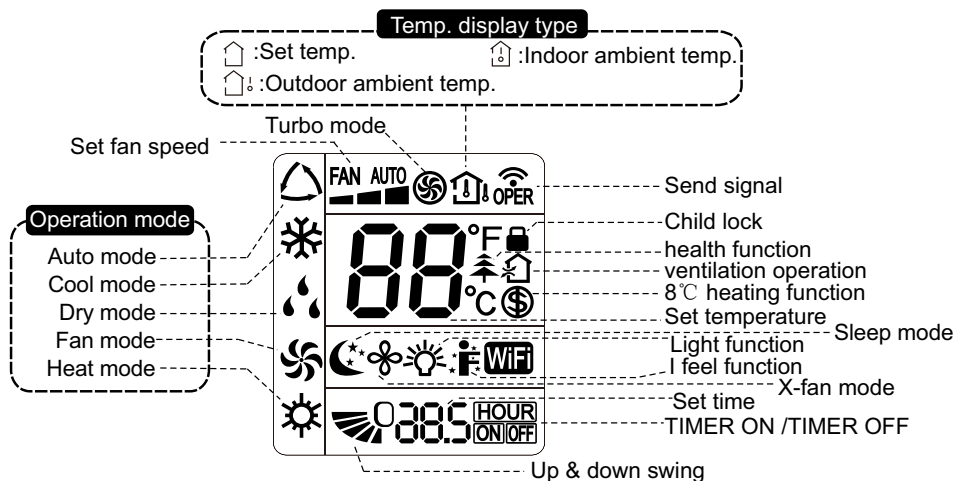 Temp. display type
:Set temp. :Indoor ambient temp.
:Outdoor ambient temp.
Turbo mode
Set fan speed
FAN AUTO
OPER
Send signal
Operation mode
Auto mode
Cool mode
Dry mode
Fan mode
Heat mode
88
°F
°C
Child lock
health function
ventilation operation
8℃ heating function
Set temperature
Sleep mode
WiFi
Light function
I feel function
X-fan mode
Set time
088.5 HOUR
ON OFF
TIMER ON /TIMER OFF
Up & down swing